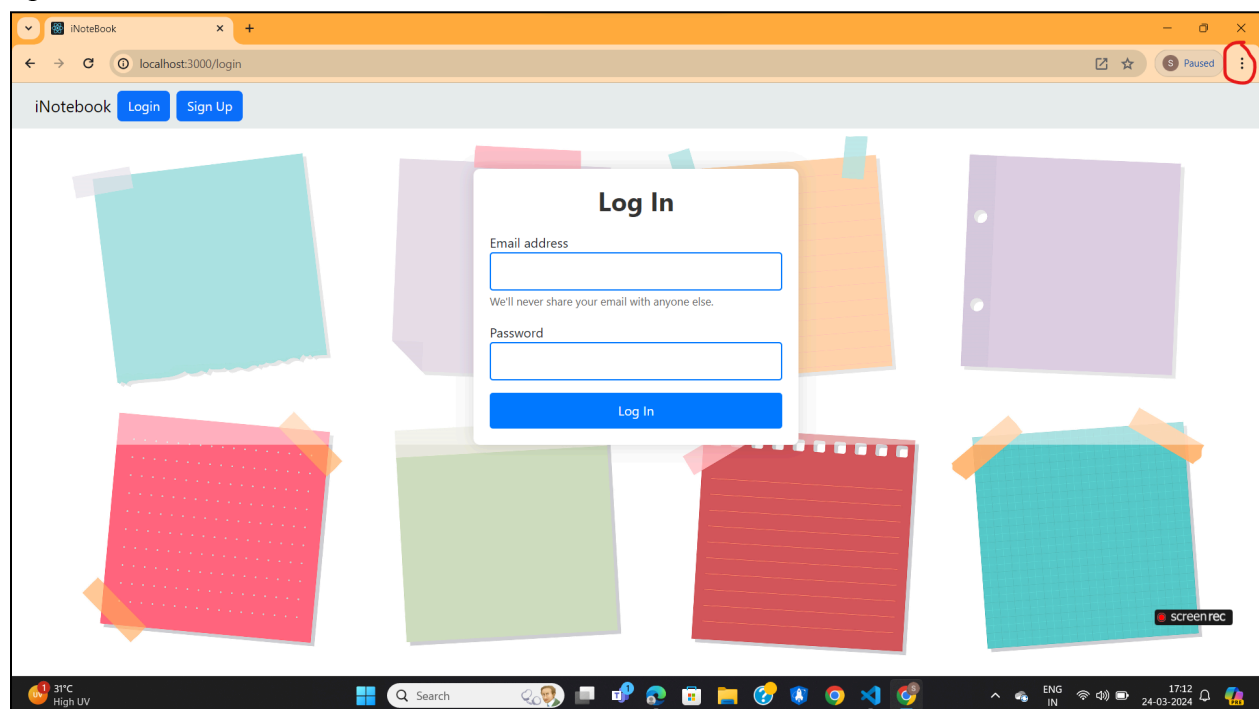 iNoteBook
localhost:3000/login
S Paused
iNotebook Login Sign Up
Log In
Email address
We'll never share your email with anyone else.
Password
Log In
screenrec
1 31°C
High UV
Search
ENG
IN
17:12
24-03-2024